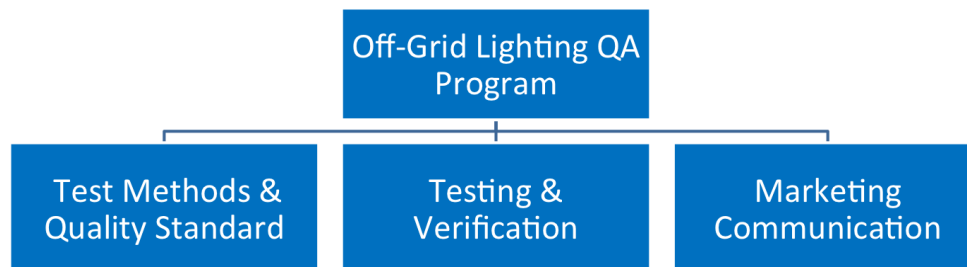 Off-Grid Lighting QA
Program
Test Methods &
Quality Standard
Testing &
Verification
Marketing
Communication